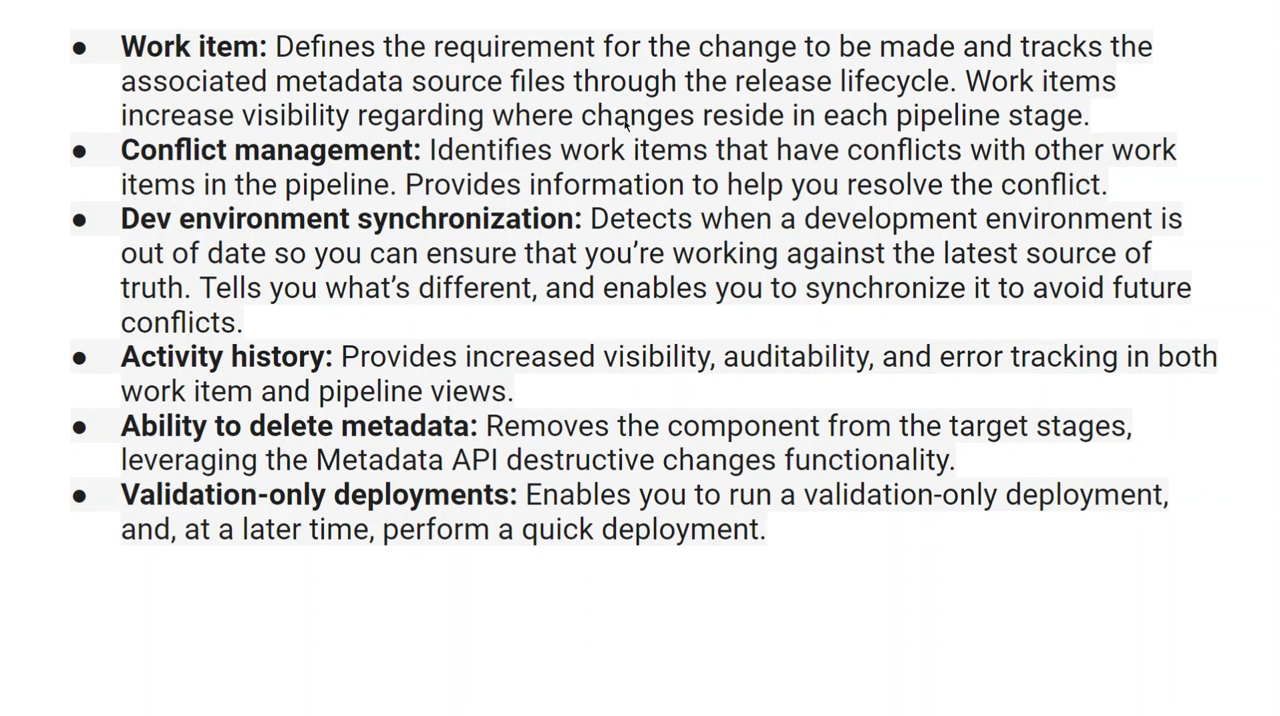 ● Work item: Defines the requirement for the change to be made and tracks the
associated metadata source files through the release lifecycle. Work items
increase visibility regarding where changes reside in each pipeline stage.
● Conflict management: Identifies work items that have conflicts with other work
items in the pipeline. Provides information to help you resolve the conflict.
● Dev environment synchronization: Detects when a development environment is
out of date so you can ensure that you’re working against the latest source of
truth. Tells you what’s different, and enables you to synchronize it to avoid future
conflicts.
● Activity history: Provides increased visibility, auditability, and error tracking in both
work item and pipeline views.
● Ability to delete metadata: Removes the component from the target stages,
leveraging the Metadata API destructive changes functionality.
● Validation-only deployments: Enables you to run a validation-only deployment,
and, at a later time, perform a quick deployment.